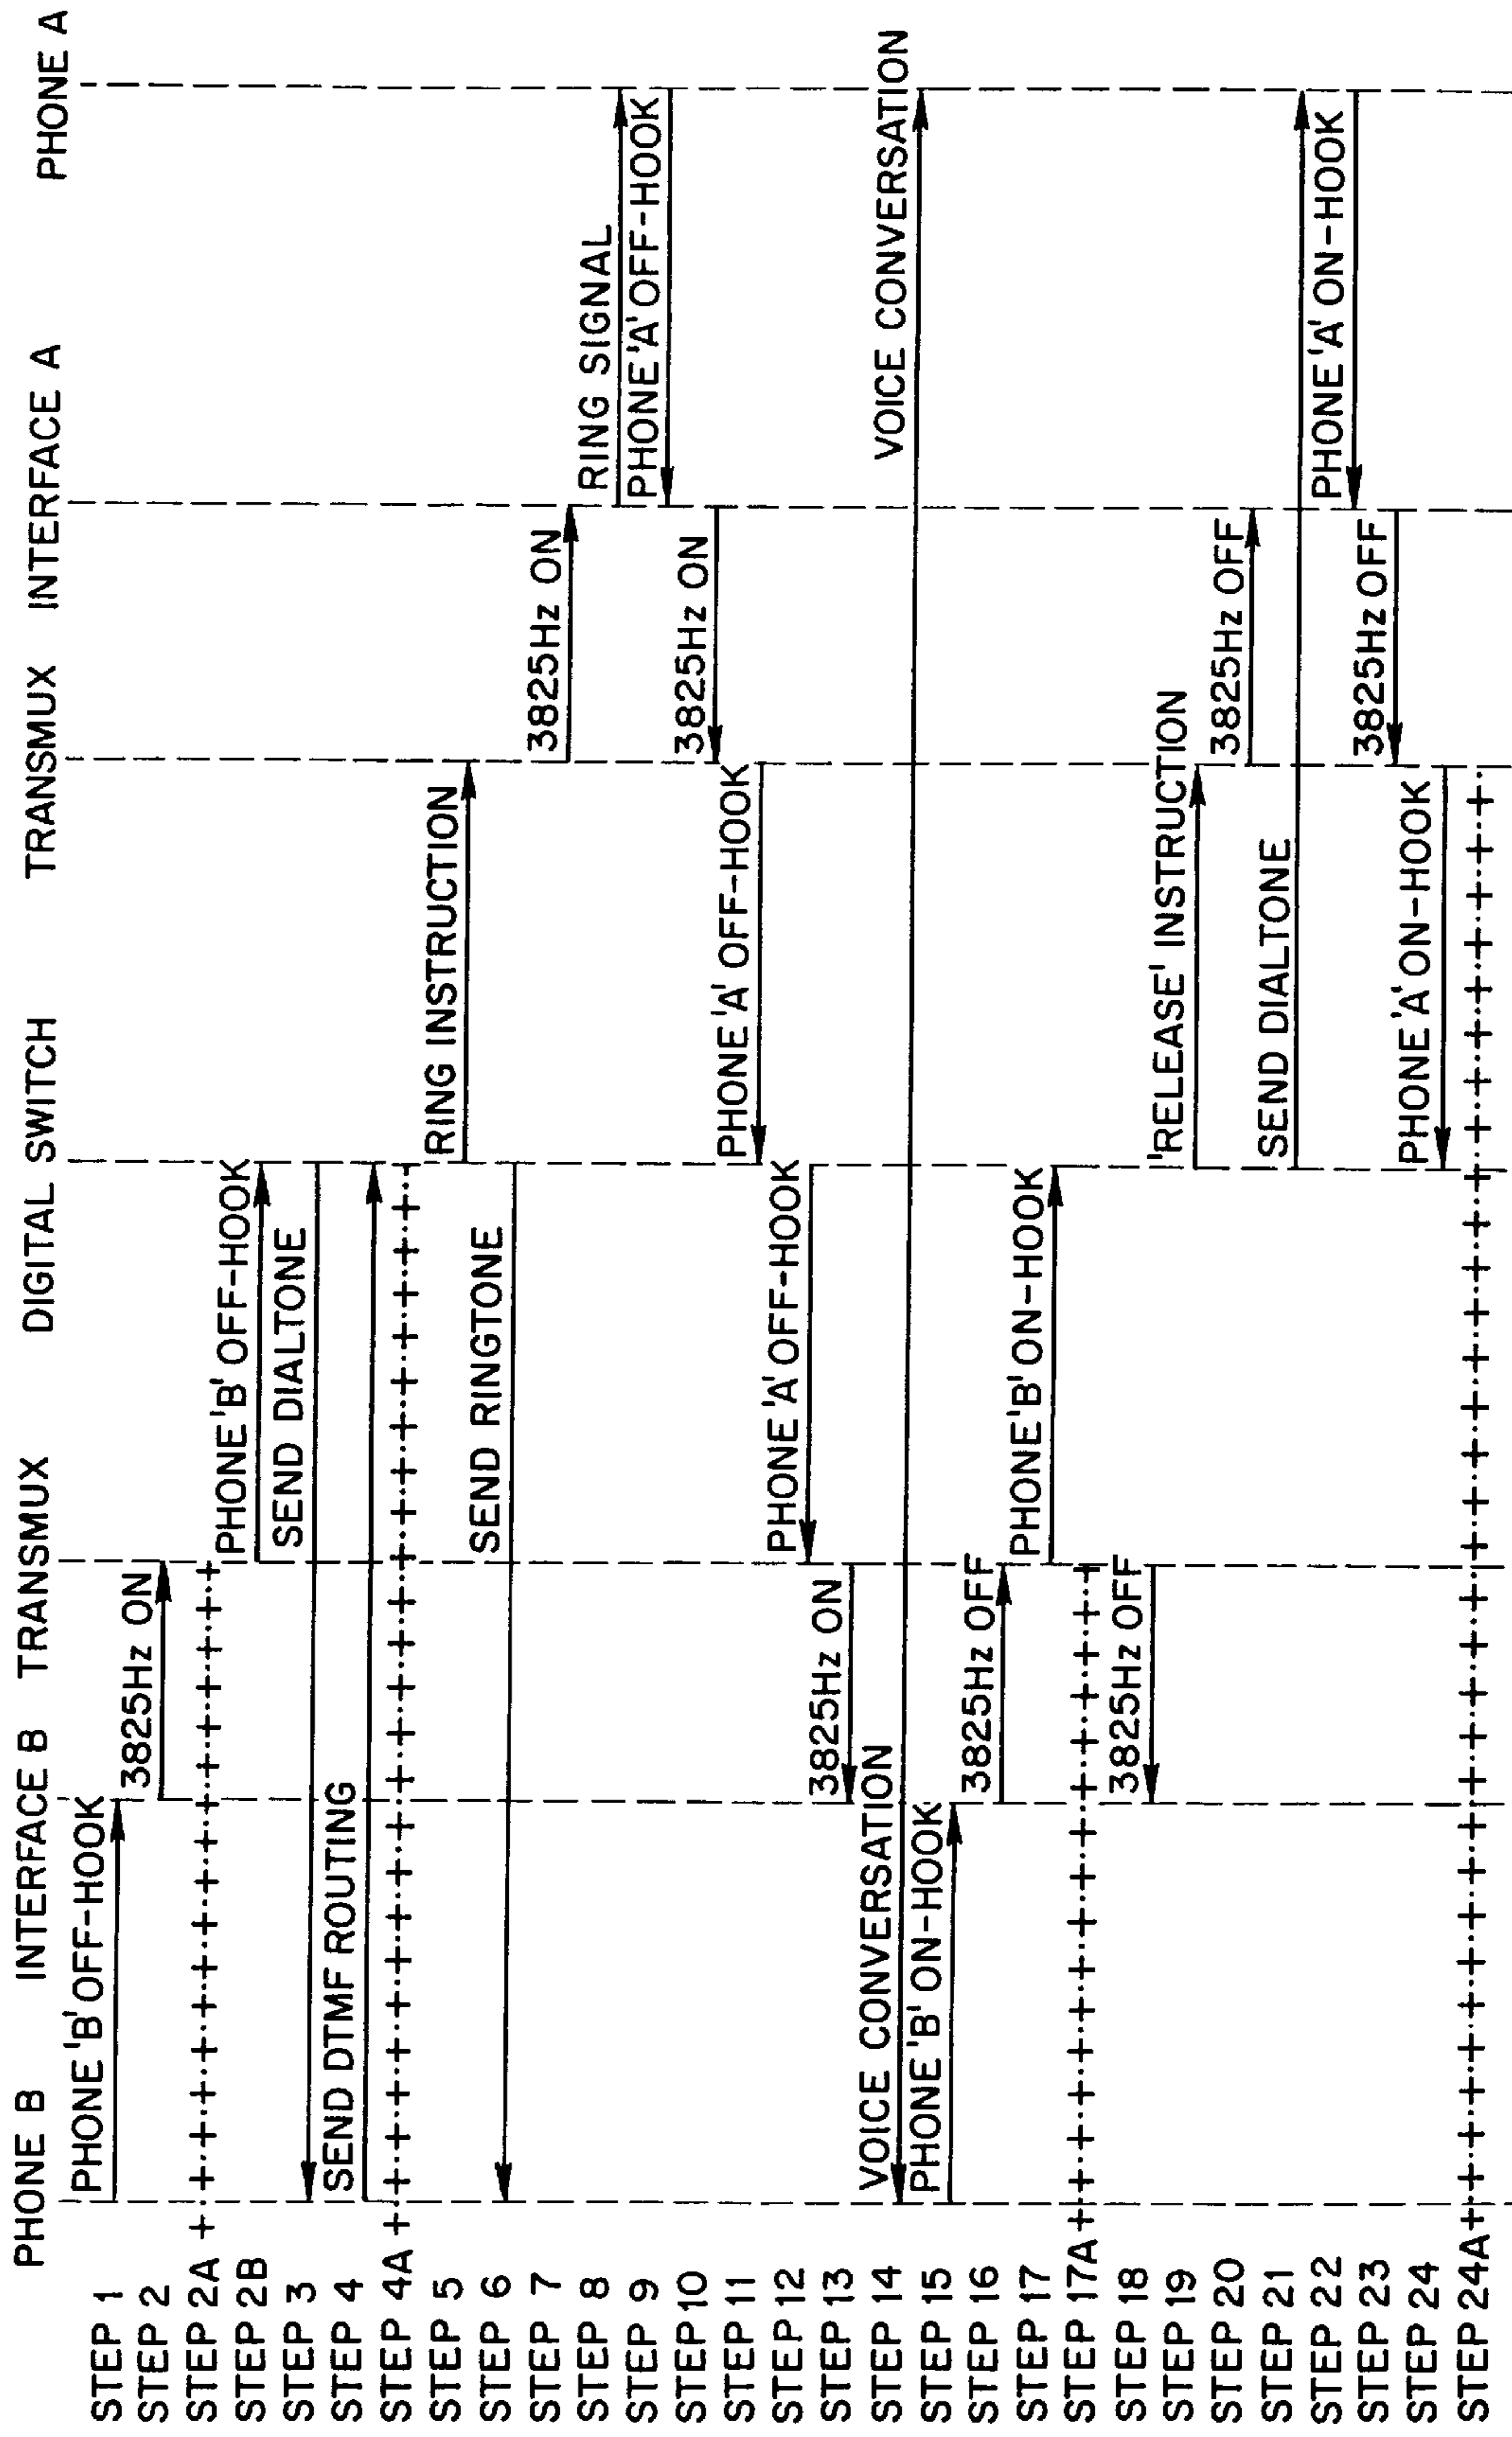 PHONE B INTERFACE B TRANSMUX DIGITAL SWITCH TRANSMUX INTERFACE A PHONE A
STEP 1 PHONE 'B' OFF-HOOK
STEP 2 3825Hz ON
STEP 2A
STEP 2B PHONE 'B' OFF-HOOK
STEP 3 SEND DIALTONE
STEP 4 SEND DTMF ROUTING
STEP 4A
STEP 5 RING INSTRUCTION
STEP 6 SEND RINGTONE
STEP 7 3825Hz ON
STEP 8 RING SIGNAL
STEP 9 PHONE 'A' OFF-HOOK
STEP 10 3825Hz ON
STEP 11 PHONE 'A' OFF-HOOK
STEP 12 PHONE 'A' OFF-HOOK
STEP 13 3825Hz ON
STEP 14 VOICE CONVERSATION VOICE CONVERSATION
STEP 15 PHONE 'B' ON-HOOK
STEP 16 3825Hz OFF
STEP 17 PHONE 'B' ON-HOOK
STEP 17A
STEP 18 3825Hz OFF
STEP 19 'RELEASE' INSTRUCTION
STEP 20 3825Hz OFF
STEP 21 SEND DIALTONE
STEP 22 PHONE 'A' ON-HOOK
STEP 23 3825Hz OFF
STEP 24 PHONE 'A' ON-HOOK
STEP 24A